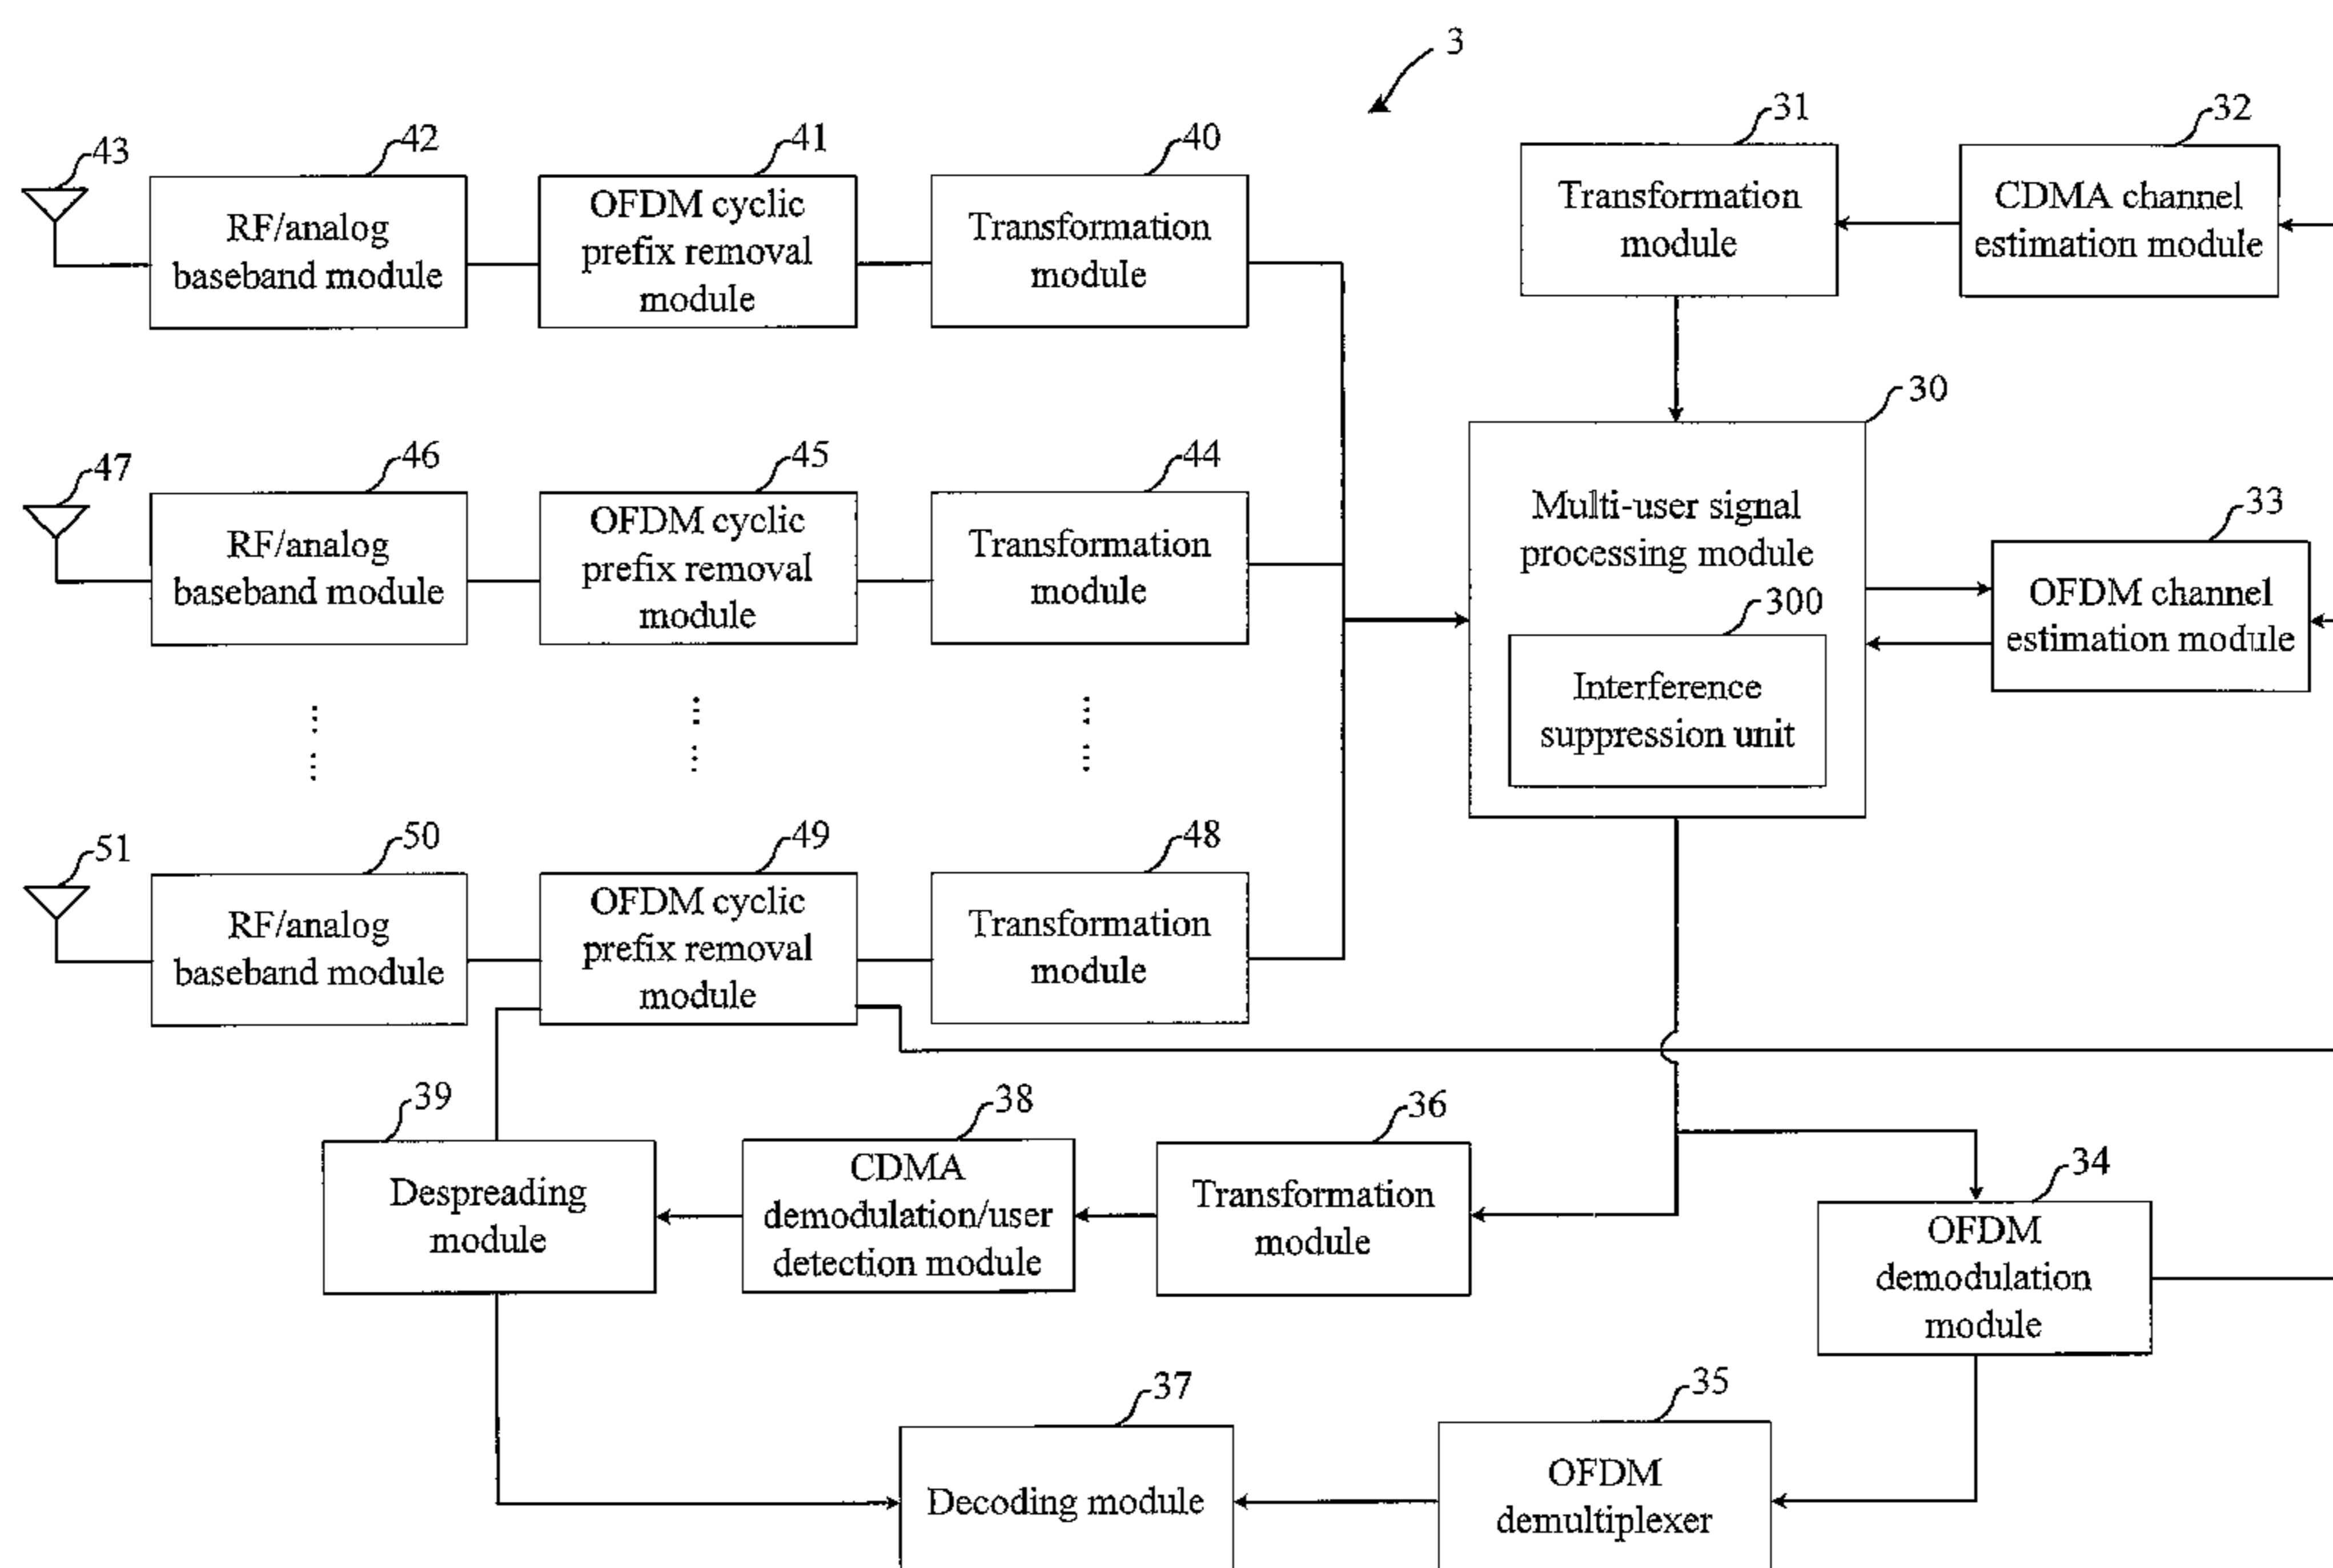 3
43
42
41
40
31
32
RF/analog
baseband module
OFDM cyclic
prefix removal
module
Transformation
module
Transformation
module
CDMA channel
estimation module
47
46
45
44
30
33
RF/analog
baseband module
OFDM cyclic
prefix removal
module
Transformation
module
Multi-user signal
processing module
300
Interference
suppression unit
OFDM channel
estimation module
51
50
49
48
RF/analog
baseband module
OFDM cyclic
prefix removal
module
Transformation
module
39
38
36
34
Despreading
module
CDMA
demodulation/user
detection module
Transformation
module
OFDM
demodulation
module
37
35
Decoding module
OFDM
demultiplexer